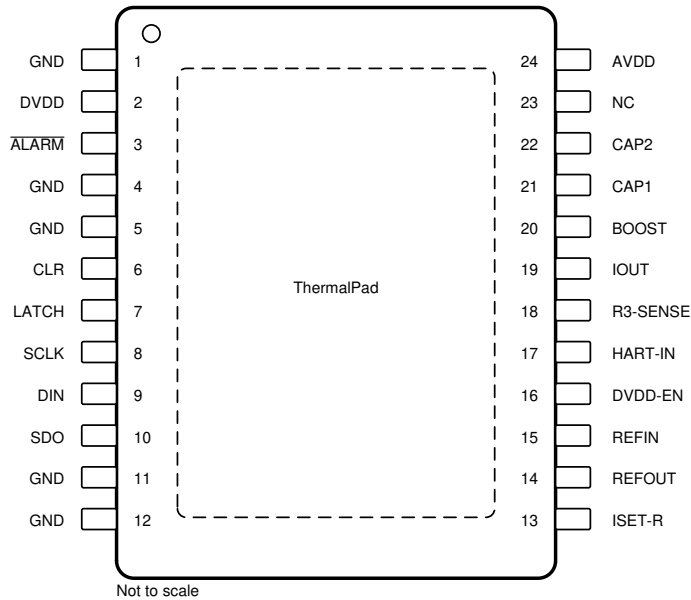 GND 1 24 AVDD
DVDD 2 23 NC
ALARM 3 22 CAP2
GND 4 21 CAP1
GND 5 20 BOOST
CLR 6 19 IOUT
ThermalPad
LATCH 7 18 R3-SENSE
SCLK 8 17 HART-IN
DIN 9 16 DVDD-EN
SDO 10 15 REFIN
GND 11 14 REFOUT
GND 12 13 ISET-R
Not to scale